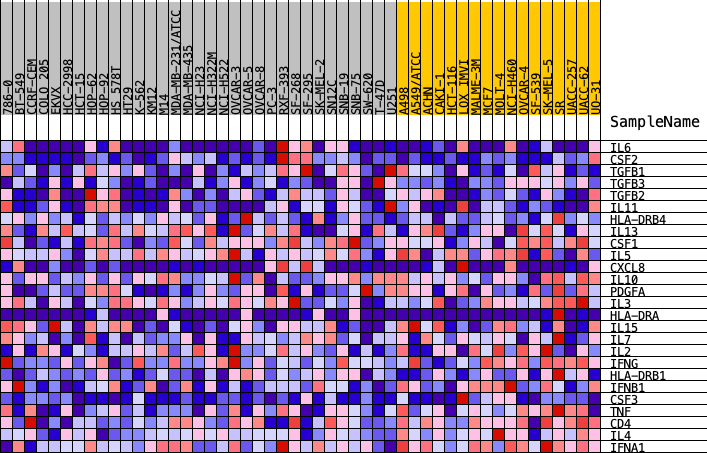 786-0
BT-549
CCRF-CEM
COLO 205
EKVX
HCC-2998
HCT-15
HOP-62
HOP-92
HS 578T
HT29
K-562
KM12
M14
MDA-MB-231/ATCC
MDA-MB-435
NCI-H23
NCI-H322M
NCI-H522
OVCAR-3
OVCAR-5
OVCAR-8
PC-3
RXF-393
SF-268
SF-295
SK-MEL-2
SN12C
SNB-19
SNB-75
SW-620
T-47D
U251
A498
A549/ATCC
ACHN
CAKI-1
HCT-116
LOX IMVI
MALME-3M
MCF7
MOLT-4
NCI-H460
OVCAR-4
SF-539
SK-MEL-5
SR
UACC-257
UACC-62
UO-31
SampleName
IL6
CSF2
TGFB1
TGFB3
TGFB2
IL11
HLA-DRB4
IL13
CSF1
IL5
CXCL8
IL10
PDGFA
IL3
HLA-DRA
IL15
IL7
IL2
IFNG
HLA-DRB1
IFNB1
CSF3
TNF
CD4
IL4
IFNA1